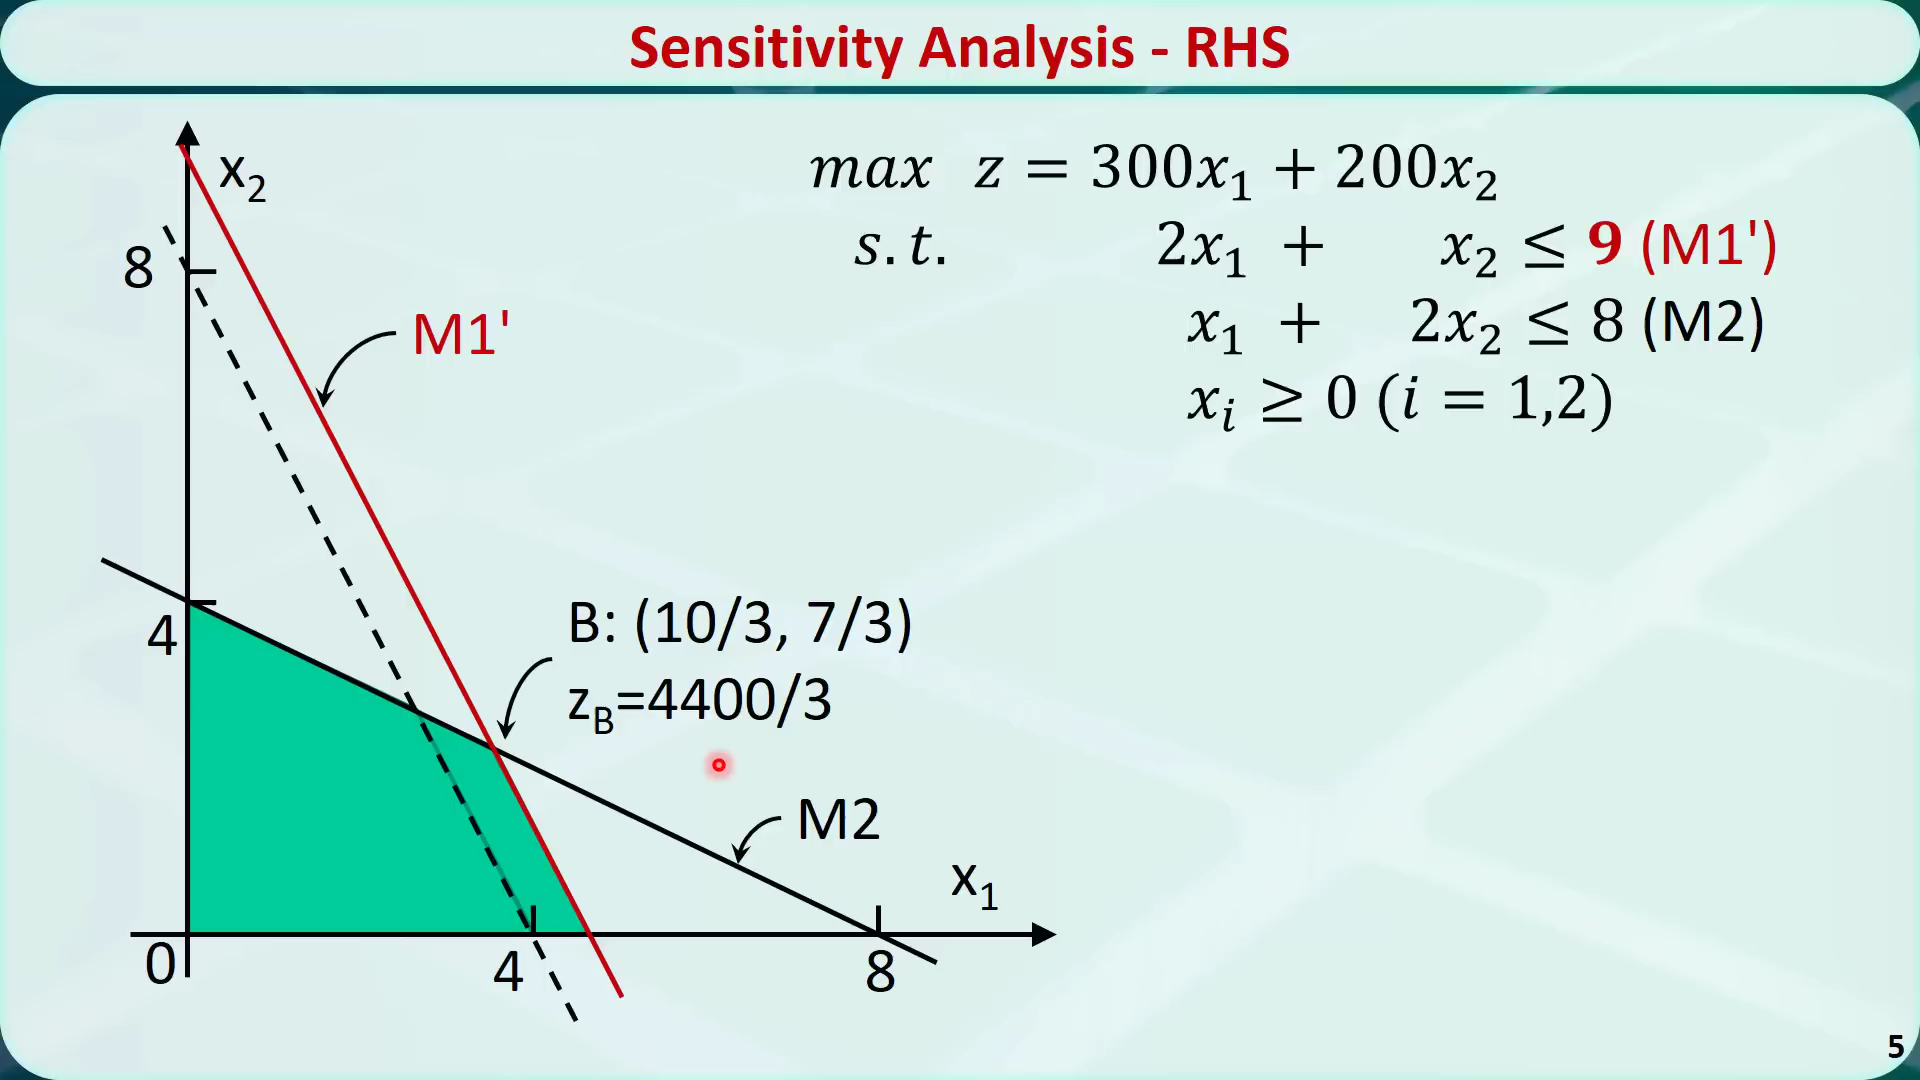 Sensitivity Analysis - RHS
max z = 300x₁ + 200x₂
s.t. 2x₁ + x₂ ≤ 9 (M1')
x₁ + 2x₂ ≤ 8 (M2)
xᵢ ≥ 0 (i = 1,2)
x₂
8
M1'
4
B: (10/3, 7/3)
z_B=4400/3
M2
x₁
0
4
8
5